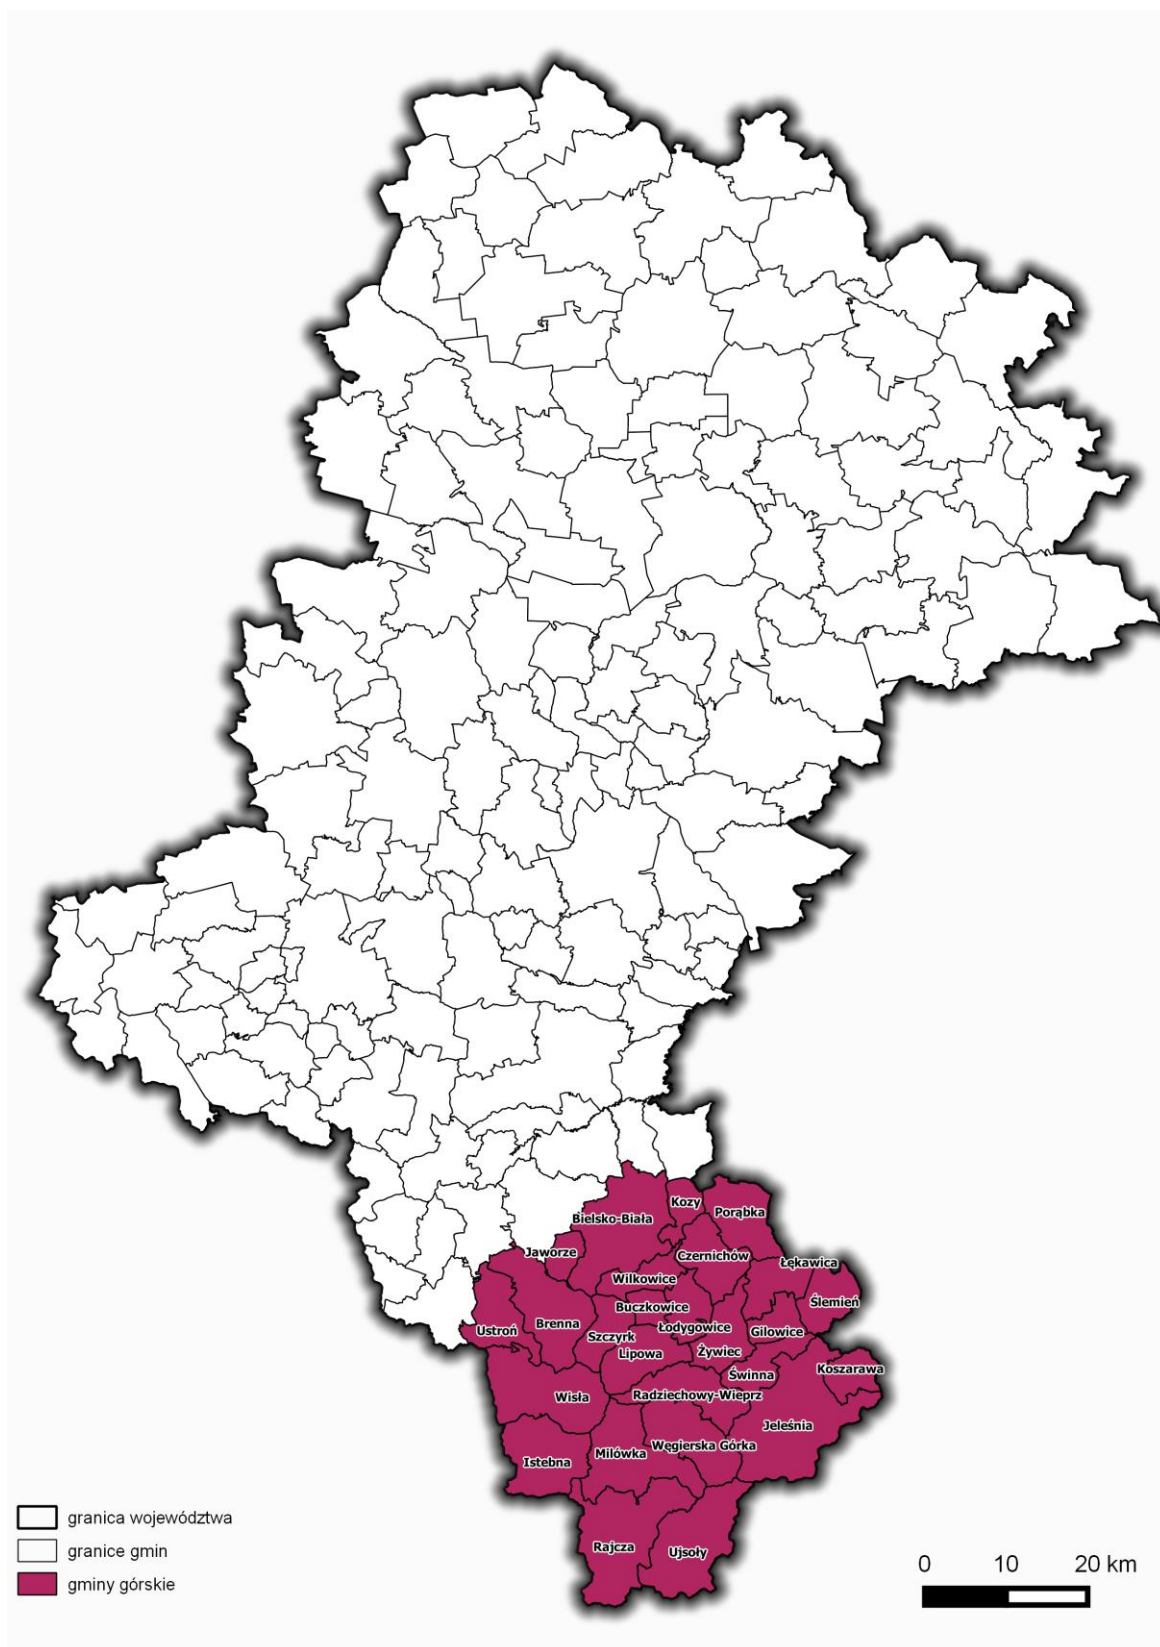 Kozy
Porąbka
Bielsko-Biała
Jaworze
Czernichów
Łękawica
Wilkowice
Ślemień
Buczkowice
Brenna
Ustroń
Łodygowice
Gilowice
Szczyrk
Lipowa
Żywiec
Koszarawa
Świnna
Wisła
Radziechowy-Wieprz
Jeleśnia
Węgierska Górka
Milówka
Istebna
Rajcza
Ujsoły
granica województwa
granice gmin
gminy górskie
0 10 20 km